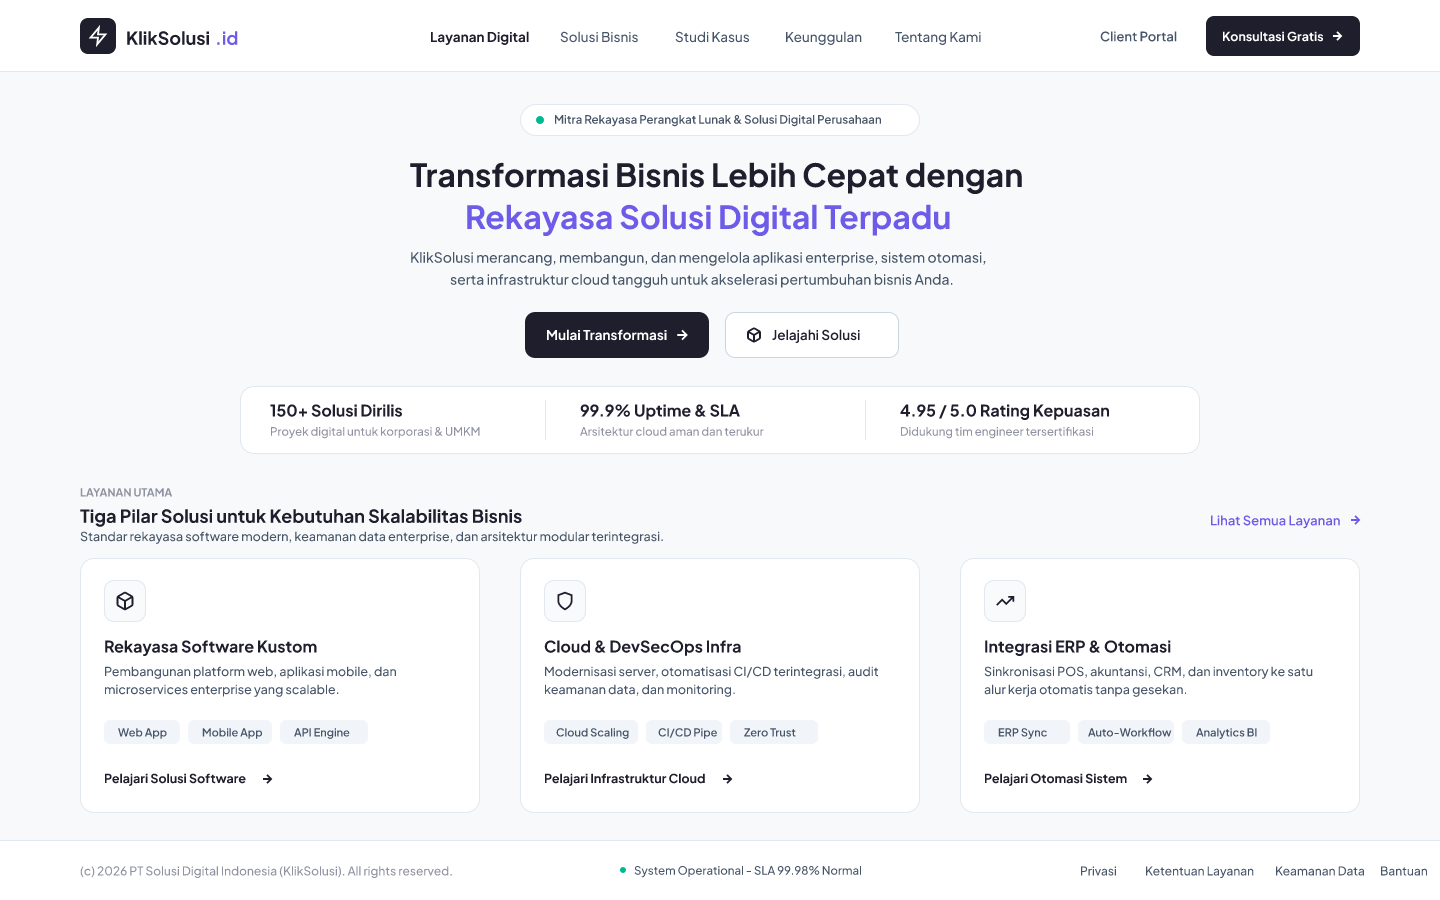 KlikSolusi .id
Layanan Digital
Solusi Bisnis
Studi Kasus
Keunggulan
Tentang Kami
Client Portal
Konsultasi Gratis
Mitra Rekayasa Perangkat Lunak & Solusi Digital Perusahaan
Transformasi Bisnis Lebih Cepat dengan
Rekayasa Solusi Digital Terpadu
KlikSolusi merancang, membangun, dan mengelola aplikasi enterprise, sistem otomasi,
serta infrastruktur cloud tangguh untuk akselerasi pertumbuhan bisnis Anda.
Mulai Transformasi
Jelajahi Solusi
150+ Solusi Dirilis
Proyek digital untuk korporasi & UMKM
99.9% Uptime & SLA
Arsitektur cloud aman dan terukur
4.95 / 5.0 Rating Kepuasan
Didukung tim engineer tersertifikasi
LAYANAN UTAMA
Tiga Pilar Solusi untuk Kebutuhan Skalabilitas Bisnis
Standar rekayasa software modern, keamanan data enterprise, dan arsitektur modular terintegrasi.
Lihat Semua Layanan
Rekayasa Software Kustom
Pembangunan platform web, aplikasi mobile, dan
microservices enterprise yang scalable.
Web App
Mobile App
API Engine
Pelajari Solusi Software
Cloud & DevSecOps Infra
Modernisasi server, otomatisasi CI/CD terintegrasi, audit
keamanan data, dan monitoring.
Cloud Scaling
CI/CD Pipe
Zero Trust
Pelajari Infrastruktur Cloud
Integrasi ERP & Otomasi
Sinkronisasi POS, akuntansi, CRM, dan inventory ke satu
alur kerja otomatis tanpa gesekan.
ERP Sync
Auto-Workflow
Analytics BI
Pelajari Otomasi Sistem
(c) 2026 PT Solusi Digital Indonesia (KlikSolusi). All rights reserved.
System Operational - SLA 99.98% Normal
Privasi
Ketentuan Layanan
Keamanan Data
Bantuan